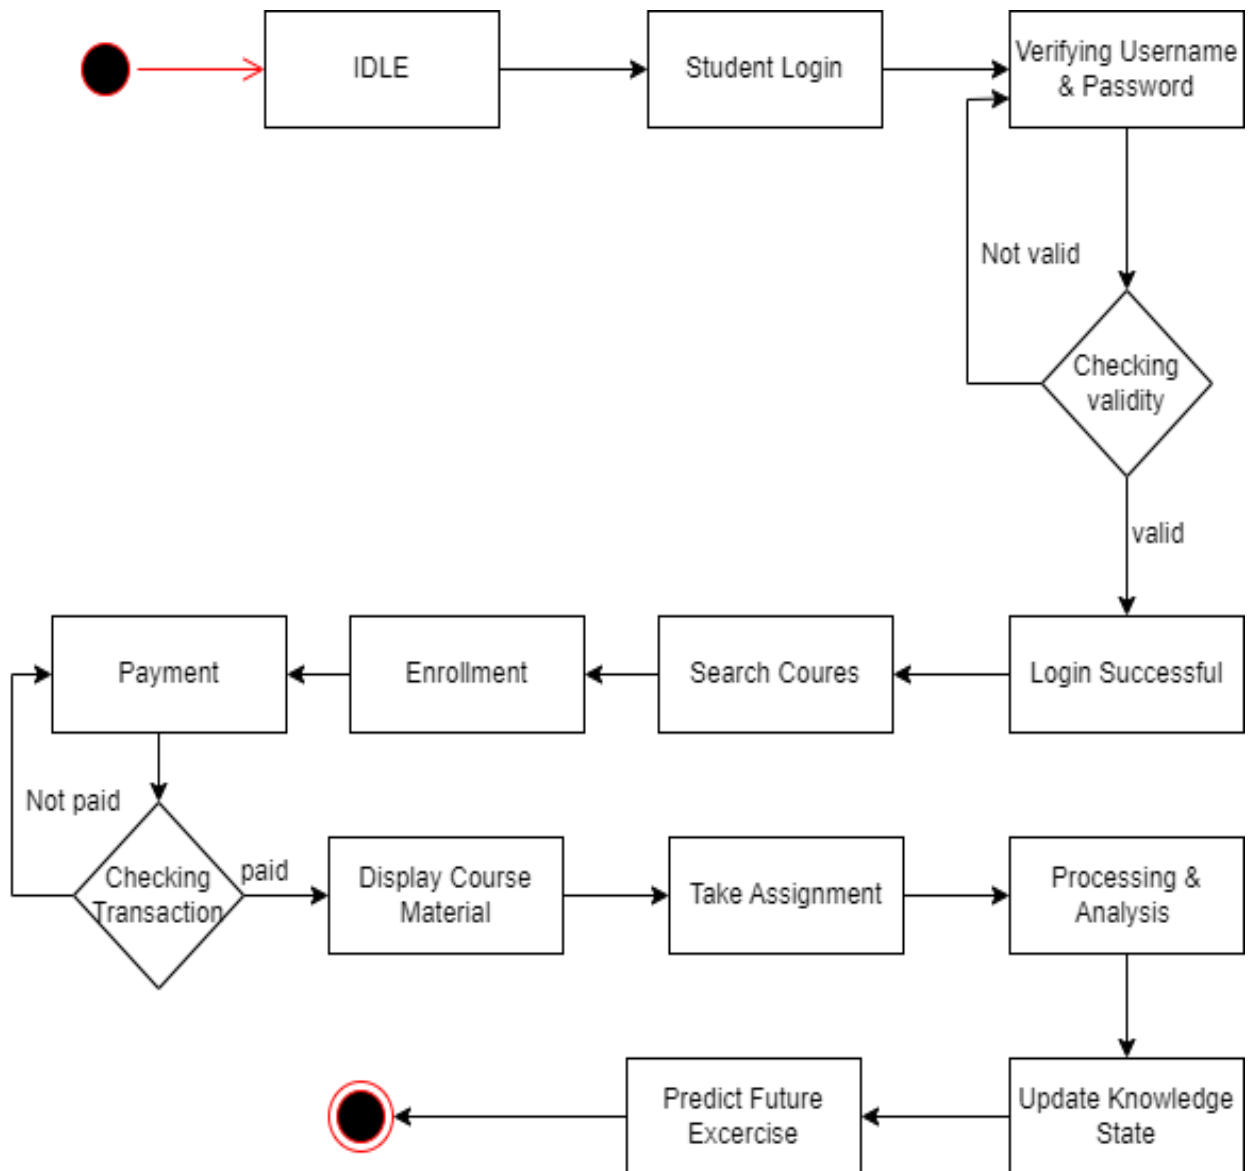 IDLE
Student Login
Verifying Username
& Password
Not valid
Checking
validity
valid
Login Successful
Search Coures
Enrollment
Payment
Not paid
Checking
Transaction
paid
Display Course
Material
Take Assignment
Processing &
Analysis
Update Knowledge
State
Predict Future
Excercise